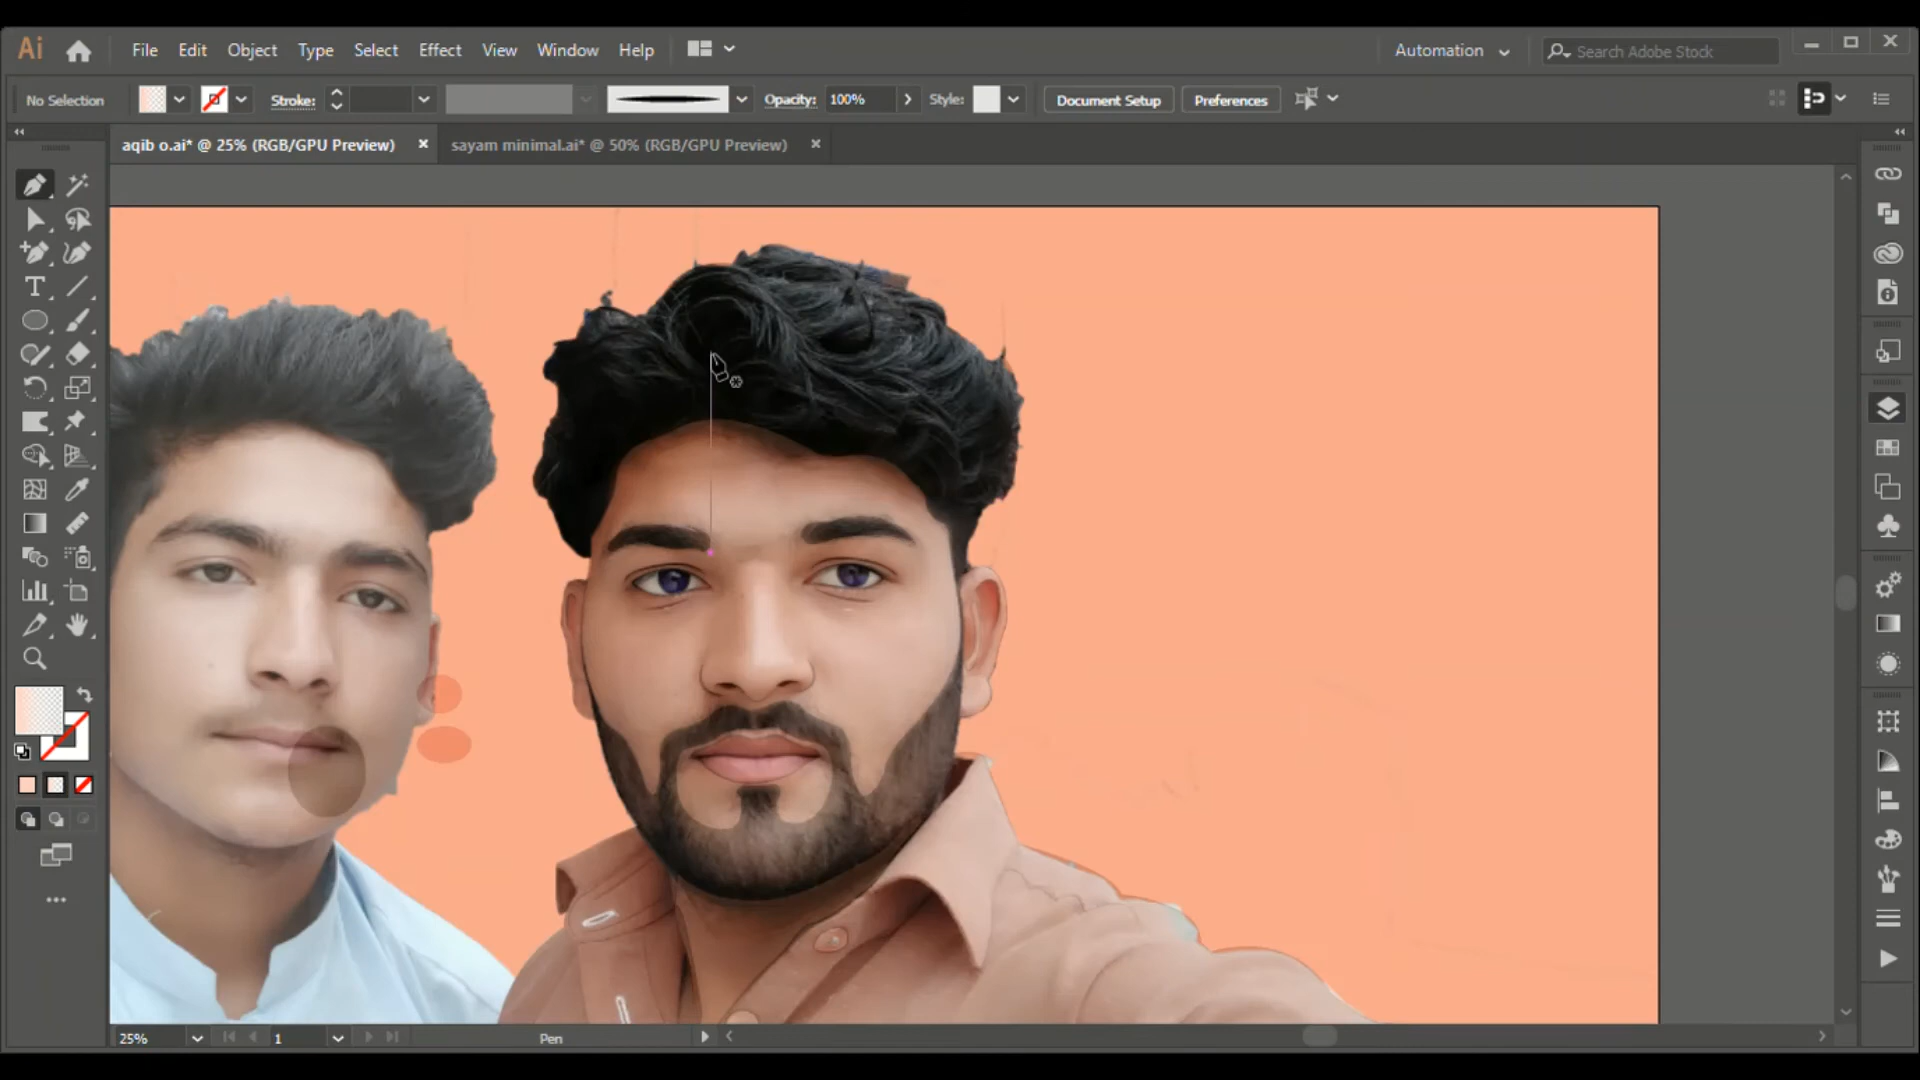 Ai File Edit Object Type Select Effect View Window Help Automation Search Adobe Stock
No Selection Stroke: Opacity: 100% Style: Document Setup Preferences
aqib o.ai* @ 25% (RGB/GPU Preview) sayam minimal.ai* @ 50% (RGB/GPU Preview)
25% 1 Pen